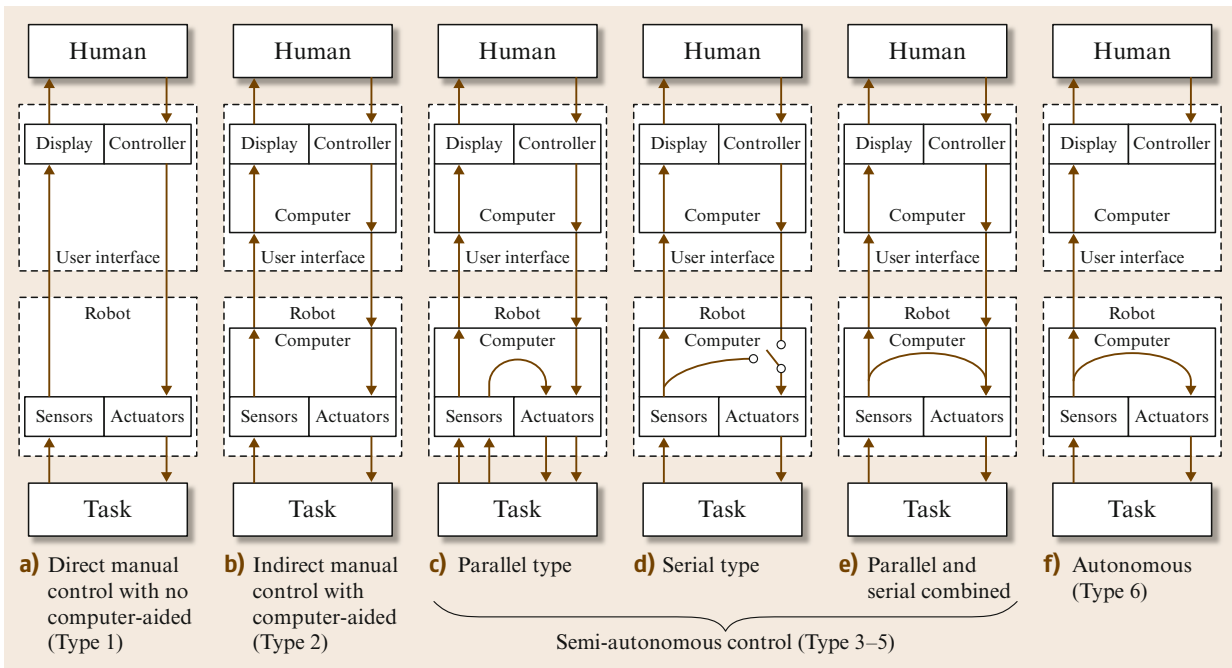 Human
Display Controller
User interface
Robot
Sensors Actuators
Task
a) Direct manual
control with no
computer-aided
(Type 1)
Human
Display Controller
Computer
User interface
Robot
Computer
Sensors Actuators
Task
b) Indirect manual
control with
computer-aided
(Type 2)
Human
Display Controller
Computer
User interface
Robot
Computer
Sensors Actuators
Task
c) Parallel type
Human
Display Controller
Computer
User interface
Robot
Computer
Sensors Actuators
Task
d) Serial type
Human
Display Controller
Computer
User interface
Robot
Computer
Sensors Actuators
Task
e) Parallel and
serial combined
Semi-autonomous control (Type 3–5)
Human
Display Controller
Computer
User interface
Robot
Computer
Sensors Actuators
Task
f) Autonomous
(Type 6)